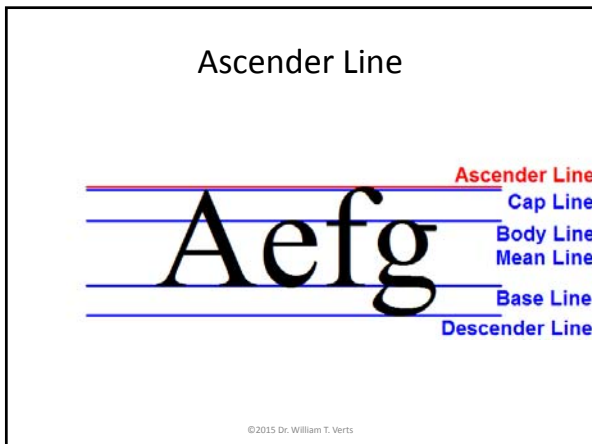 Ascender Line
Ascender Line
Cap Line
Aefg
Body Line
Mean Line
Base Line
Descender Line
©2015 Dr. William T. Verts